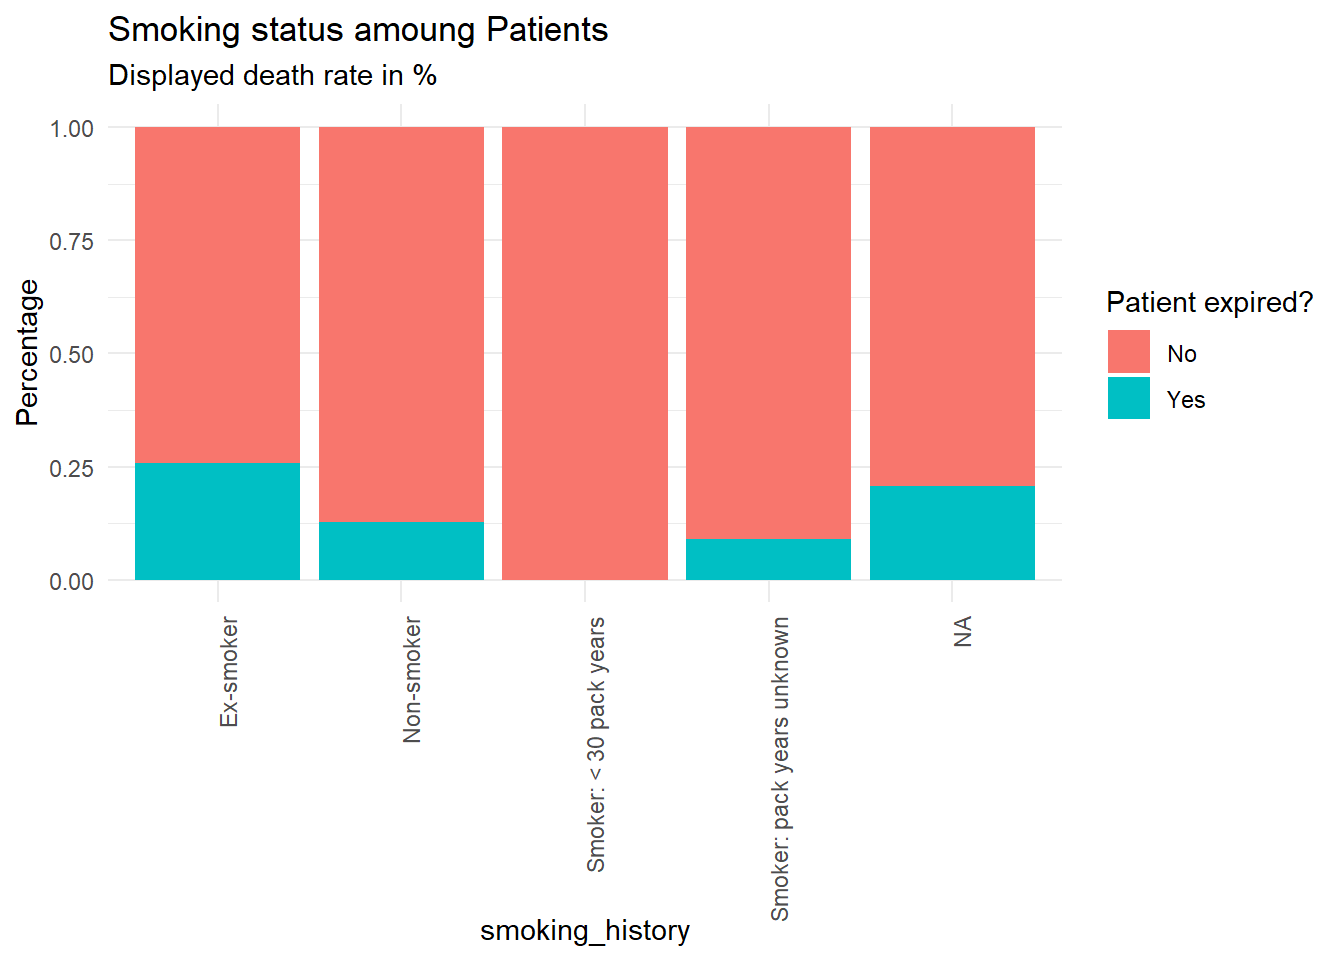 Smoking status amoung Patients
Displayed death rate in %
Percentage
1.00
0.75
0.50
0.25
0.00
Ex-smoker
Non-smoker
Smoker: < 30 pack years
Smoker: pack years unknown
NA
smoking_history
Patient expired?
No
Yes